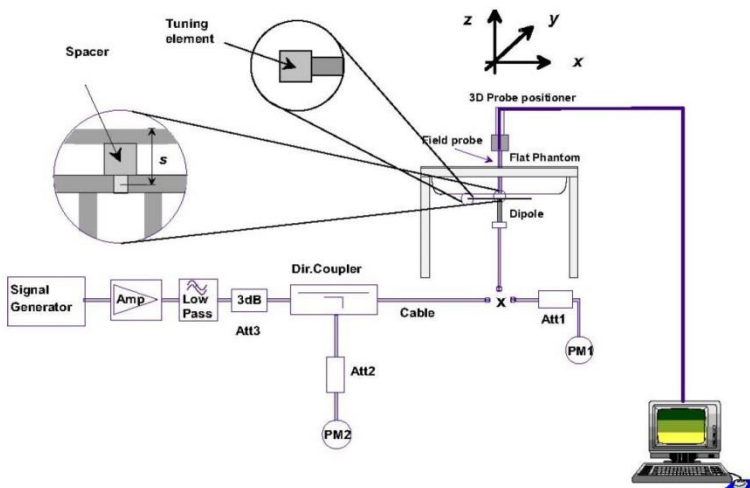 Tuning
element
Spacer
s
z
y
x
3D Probe positioner
Field probe
Flat Phantom
Dipole
Signal
Generator
Amp
Low
Pass
3dB
Att3
Dir.Coupler
Cable
x
Att1
PM1
Att2
PM2